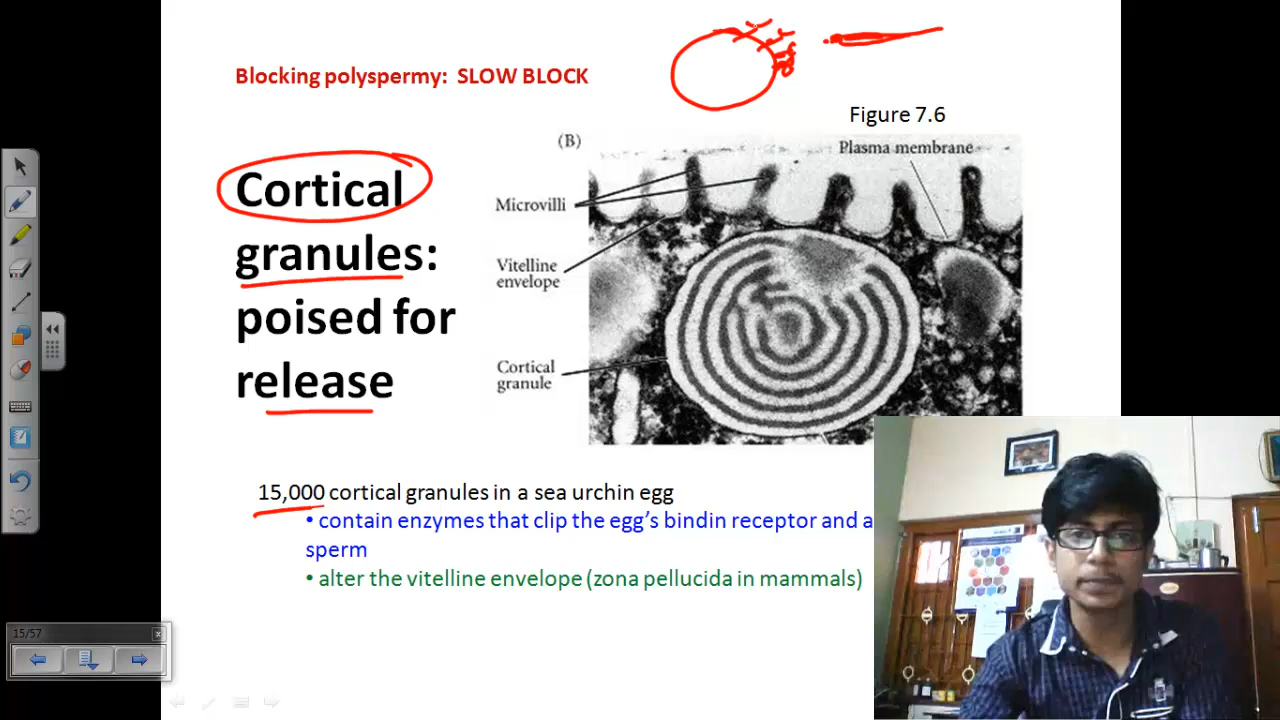 Blocking polyspermy: SLOW BLOCK
Figure 7.6
Cortical
granules:
poised for
release
(B)
Plasma membrane
Microvilli
Vitelline
envelope
Cortical
granule
15,000 cortical granules in a sea urchin egg
• contain enzymes that clip the egg's bindin receptor and a
sperm
• alter the vitelline envelope (zona pellucida in mammals)
15/57